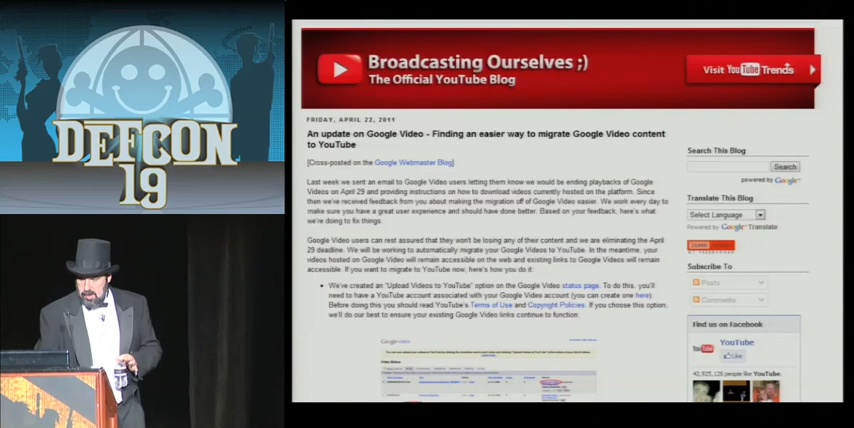 DEFCON
19
Broadcasting Ourselves ;)
The Official YouTube Blog
Visit YouTube Trends
FRIDAY, APRIL 22, 2011
An update on Google Video - Finding an easier way to migrate Google Video content
to YouTube
[Cross-posted on the Google Webmaster Blog]
Last week we sent an email to Google Video users letting them know we would be ending playbacks of Google
Videos on April 29 and providing instructions on how to download videos currently hosted on the platform. Since
then we've received feedback from you about making the migration off of Google Video easier. We work every day to
make sure you have a great user experience and should have done better. Based on your feedback, here's what
we're doing to fix things.
Google Video users can rest assured that they won't be losing any of their content and we are eliminating the April
29 deadline. We will be working to automatically migrate your Google Videos to YouTube. In the meantime, your
videos hosted on Google Video will remain accessible on the web and existing links to Google Videos will remain
accessible. If you want to migrate to YouTube now, here's how you do it:
• We've created an "Upload Videos to YouTube" option on the Google Video status page. To do this, you'll
need to have a YouTube account associated with your Google Video account (you can create one here).
Before doing this you should read YouTube's Terms of Use and Copyright Policies. If you choose this option,
we'll do our best to ensure your existing Google Video links continue to function.
Search This Blog
Search
powered by Google
Translate This Blog
Select Language
Powered by Google Translate
Subscribe To
Posts
Comments
Find us on Facebook
YouTube
Like
42,925,126 people like YouTube.